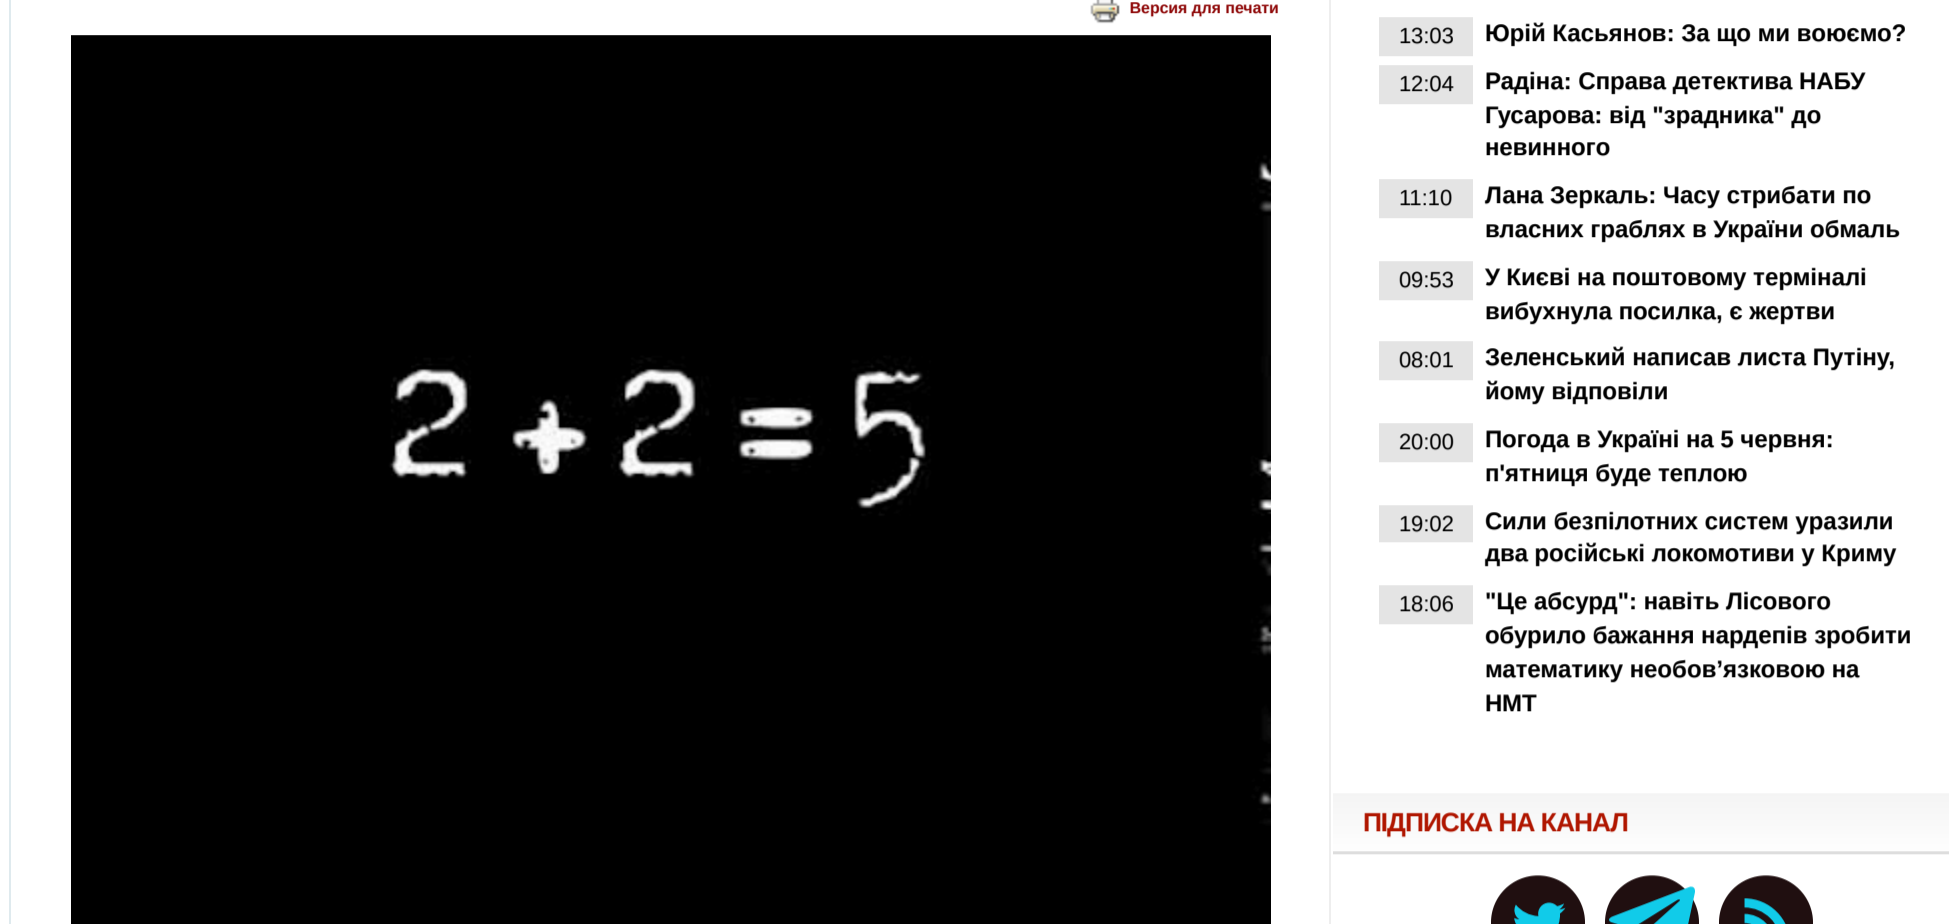 Версия для печати
2 + 2 = 5
13:03
Юрій Касьянов: За що ми воюємо?
12:04
Радіна: Справа детектива НАБУ
Гусарова: від "зрадника" до
невинного
11:10
Лана Зеркаль: Часу стрибати по
власних граблях в України обмаль
09:53
У Києві на поштовому терміналі
вибухнула посилка, є жертви
08:01
Зеленський написав листа Путіну,
йому відповіли
20:00
Погода в Україні на 5 червня:
п'ятниця буде теплою
19:02
Сили безпілотних систем уразили
два російські локомотиви у Криму
18:06
"Це абсурд": навіть Лісового
обурило бажання нардепів зробити
математику необов’язковою на
НМТ
ПІДПИСКА НА КАНАЛ